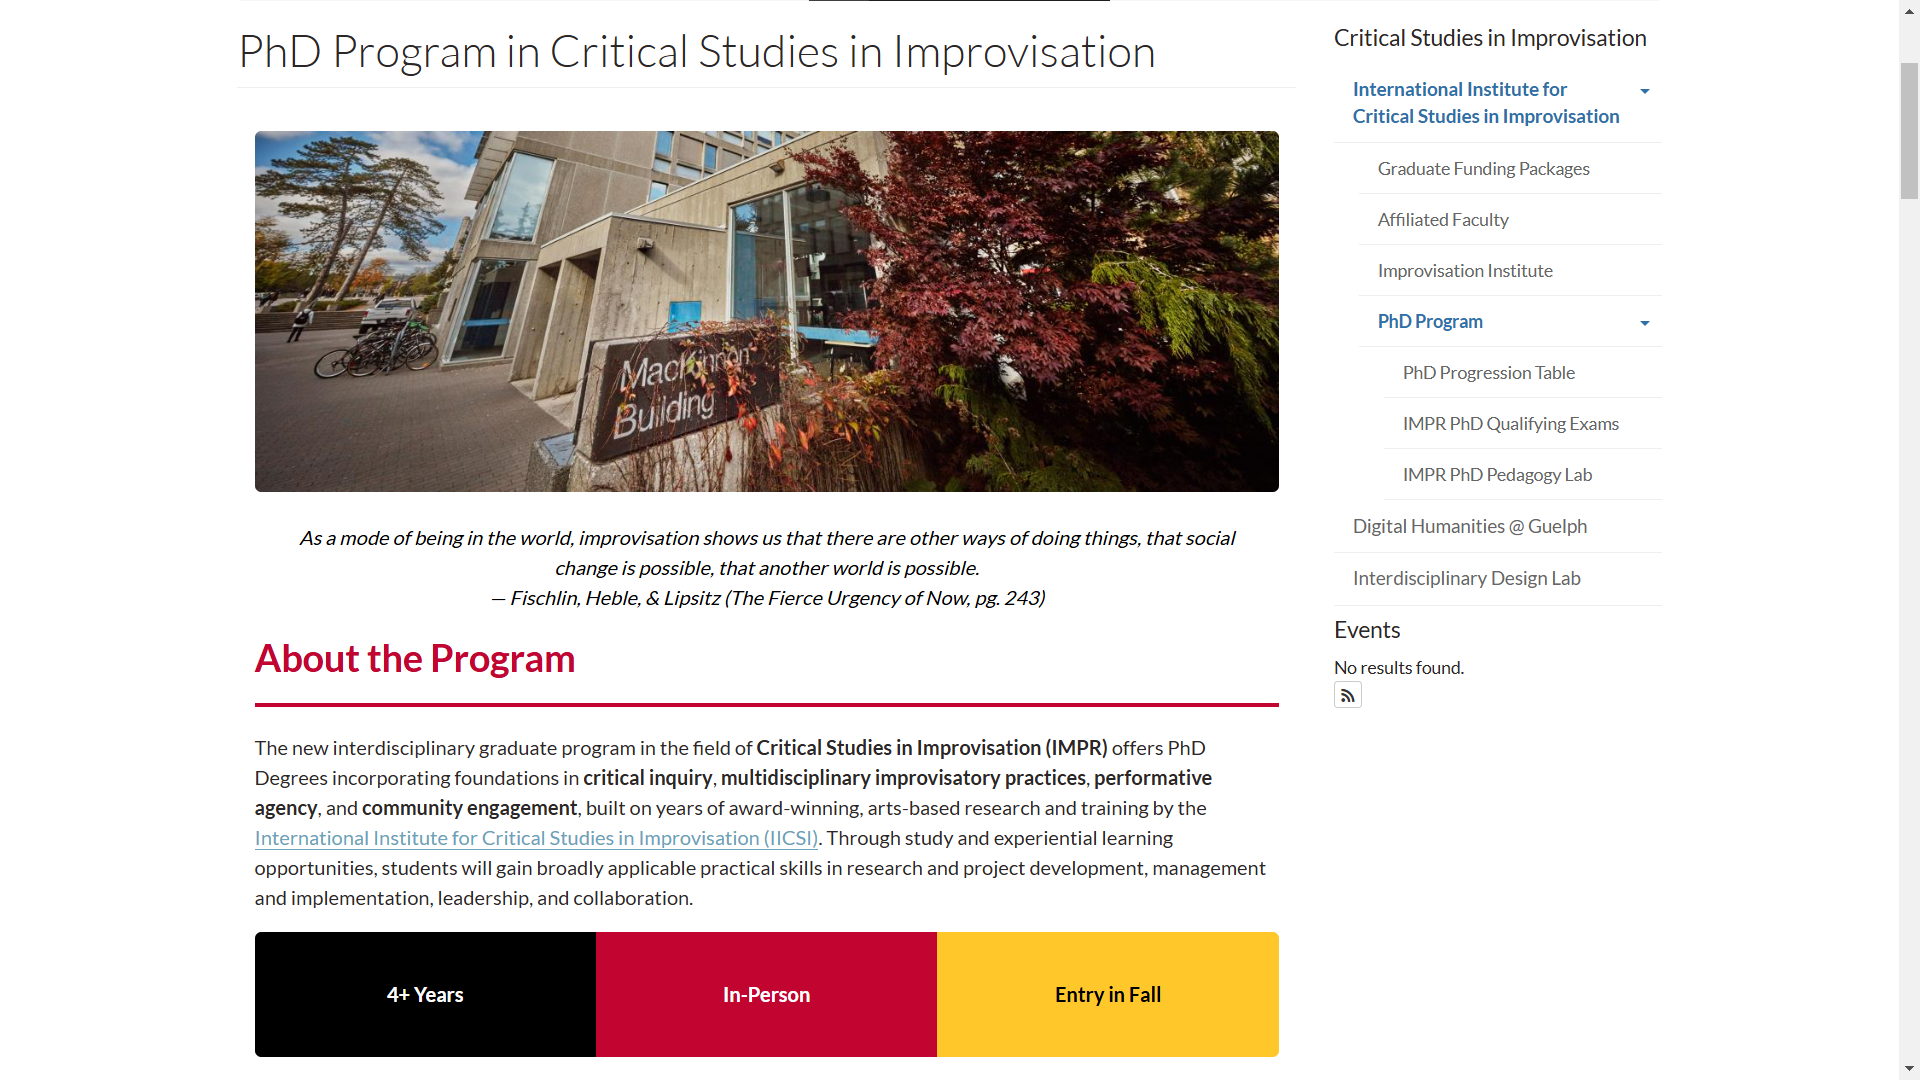 PhD Program in Critical Studies in Improvisation
MacKinnon
Building
As a mode of being in the world, improvisation shows us that there are other ways of doing things, that social
change is possible, that another world is possible.
— Fischlin, Heble, & Lipsitz (The Fierce Urgency of Now, pg. 243)
About the Program
The new interdisciplinary graduate program in the field of Critical Studies in Improvisation (IMPR) offers PhD
Degrees incorporating foundations in critical inquiry, multidisciplinary improvisatory practices, performative
agency, and community engagement, built on years of award-winning, arts-based research and training by the
International Institute for Critical Studies in Improvisation (IICSI). Through study and experiential learning
opportunities, students will gain broadly applicable practical skills in research and project development, management
and implementation, leadership, and collaboration.
4+ Years
In-Person
Entry in Fall
Critical Studies in Improvisation
International Institute for
Critical Studies in Improvisation
Graduate Funding Packages
Affiliated Faculty
Improvisation Institute
PhD Program
PhD Progression Table
IMPR PhD Qualifying Exams
IMPR PhD Pedagogy Lab
Digital Humanities @ Guelph
Interdisciplinary Design Lab
Events
No results found.